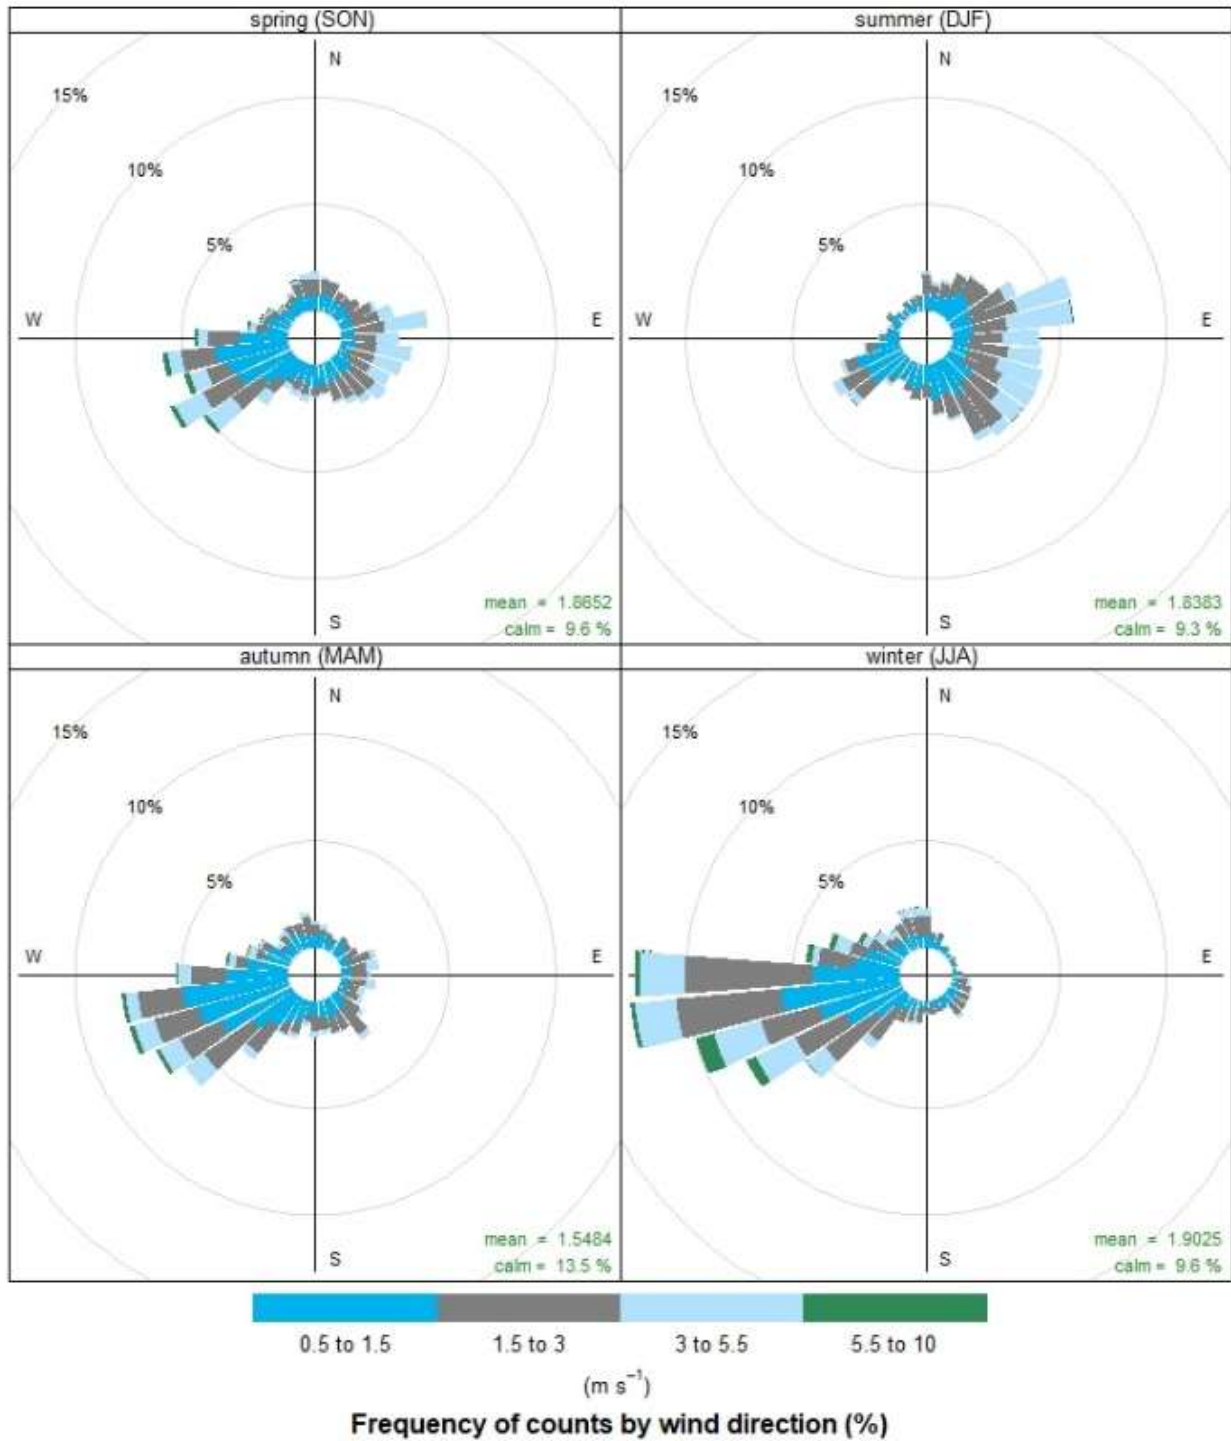 spring (SON)
summer (DJF)
N
15%
10%
5%
W
E
S
mean = 1.8652
calm = 9.6 %
N
15%
10%
5%
W
E
S
mean = 1.8383
calm = 9.3 %
autumn (MAM)
winter (JJA)
N
15%
10%
5%
W
E
S
mean = 1.5484
calm = 13.5 %
N
15%
10%
5%
W
E
S
mean = 1.9025
calm = 9.6 %
0.5 to 1.5
1.5 to 3
3 to 5.5
5.5 to 10
(m s⁻¹)
Frequency of counts by wind direction (%)